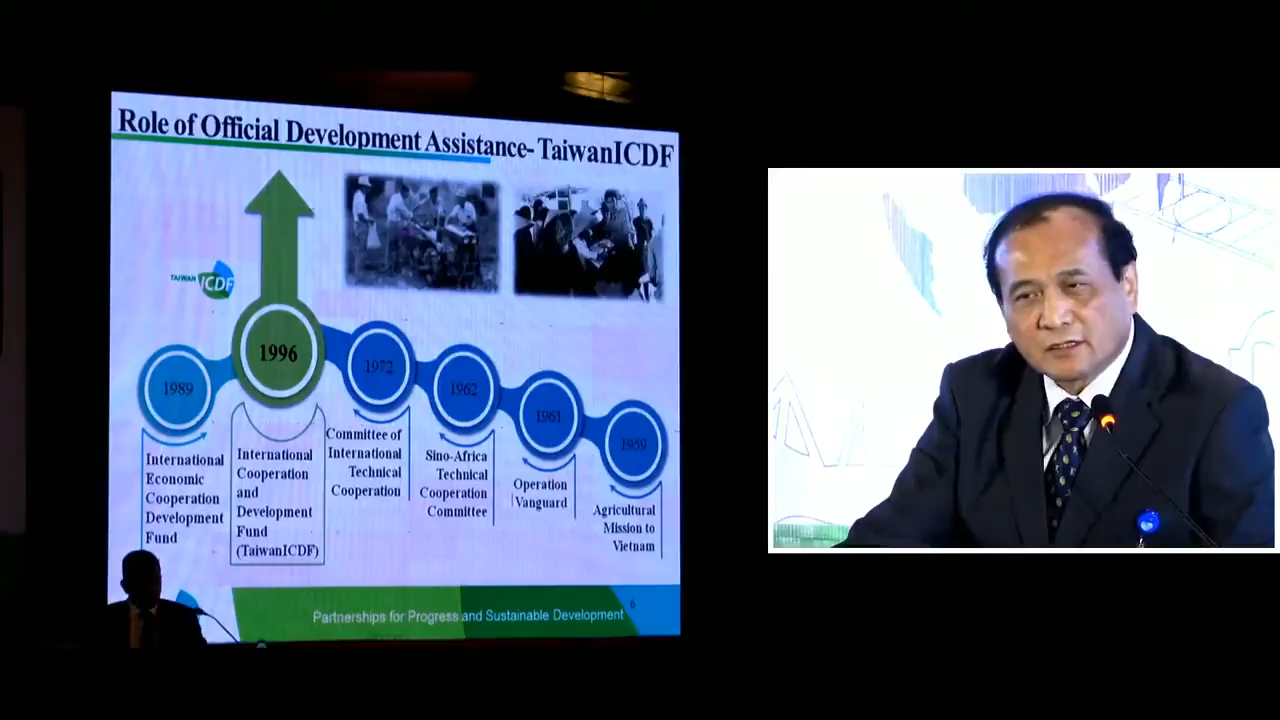 Role of Official Development Assistance- TaiwanICDF
TAIWAN ICDF
1989
1996
1972
1962
1961
1959
International
Economic
Cooperation
Development
Fund
International
Cooperation
and
Development
Fund
(TaiwanICDF)
Committee of
International
Technical
Cooperation
Sino-Africa
Technical
Cooperation
Committee
Operation
Vanguard
Agricultural
Mission to
Vietnam
Partnerships for Progress and Sustainable Development
6